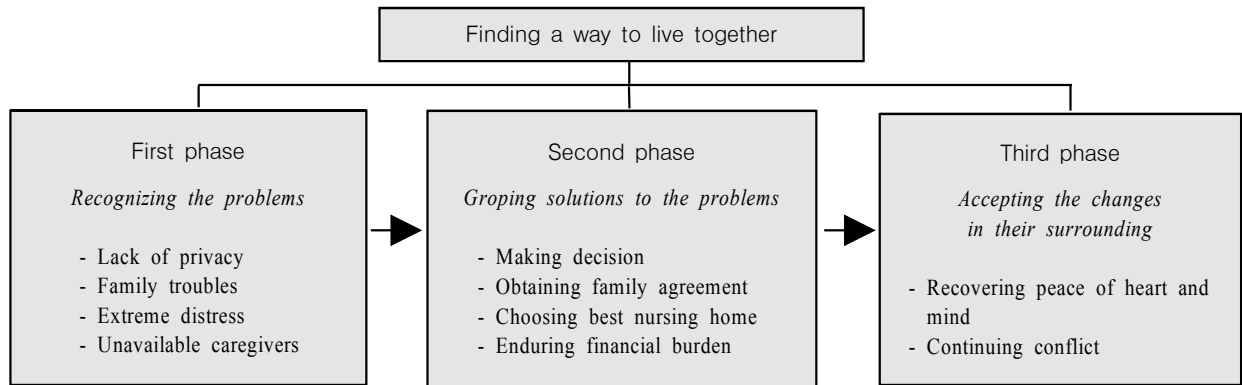 Finding a way to live together
First phase
Recognizing the problems
- Lack of privacy
- Family troubles
- Extreme distress
- Unavailable caregivers
Second phase
Groping solutions to the problems
- Making decision
- Obtaining family agreement
- Choosing best nursing home
- Enduring financial burden
Third phase
Accepting the changes
in their surrounding
- Recovering peace of heart and
mind
- Continuing conflict